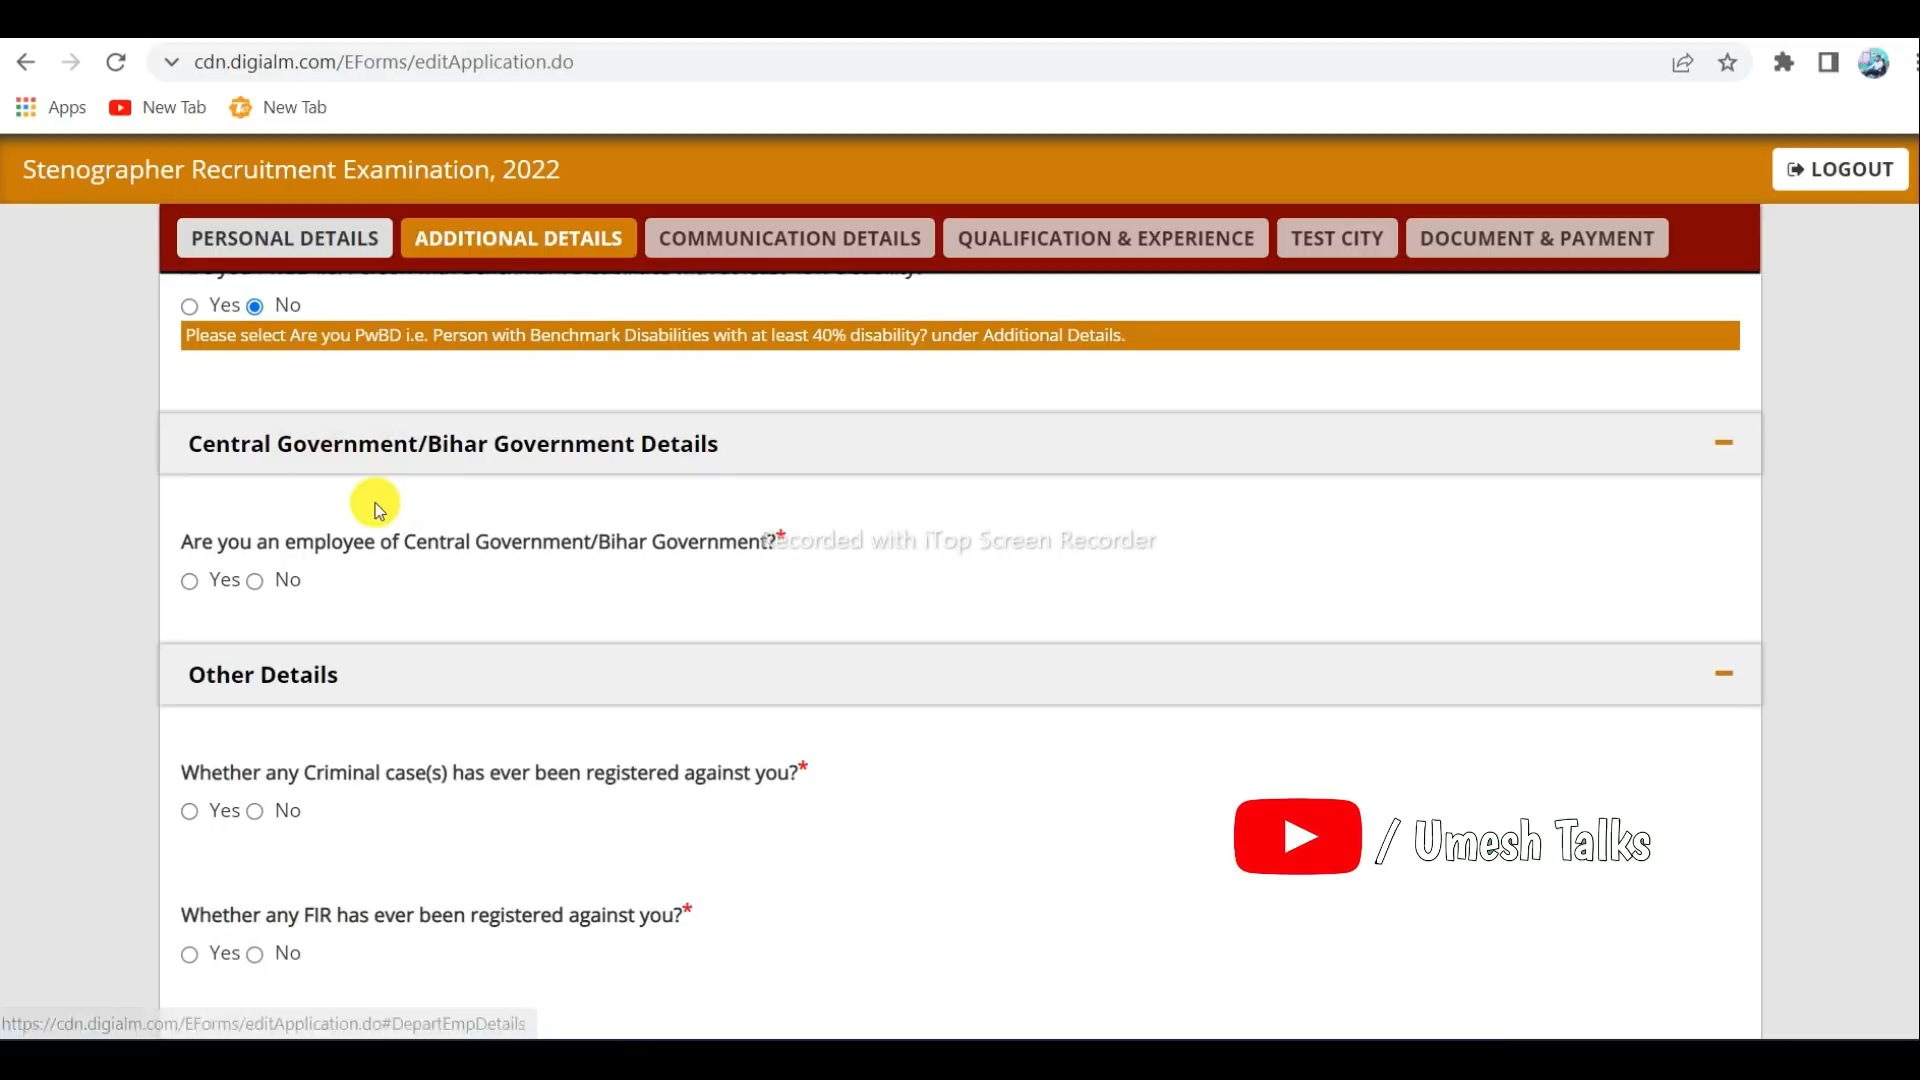 cdn.digialm.com/EForms/editApplication.do
Apps New Tab New Tab
Stenographer Recruitment Examination, 2022
LOGOUT
PERSONAL DETAILS ADDITIONAL DETAILS COMMUNICATION DETAILS QUALIFICATION & EXPERIENCE TEST CITY DOCUMENT & PAYMENT
Yes No
Please select Are you PwBD i.e. Person with Benchmark Disabilities with at least 40% disability? under Additional Details.
Central Government/Bihar Government Details
Are you an employee of Central Government/Bihar Government?*
ecorded with iTop Screen Recorder
Yes No
Other Details
Whether any Criminal case(s) has ever been registered against you?*
Yes No
/ Umesh Talks
Whether any FIR has ever been registered against you?*
Yes No
https://cdn.digialm.com/EForms/editApplication.do#DepartEmpDetails